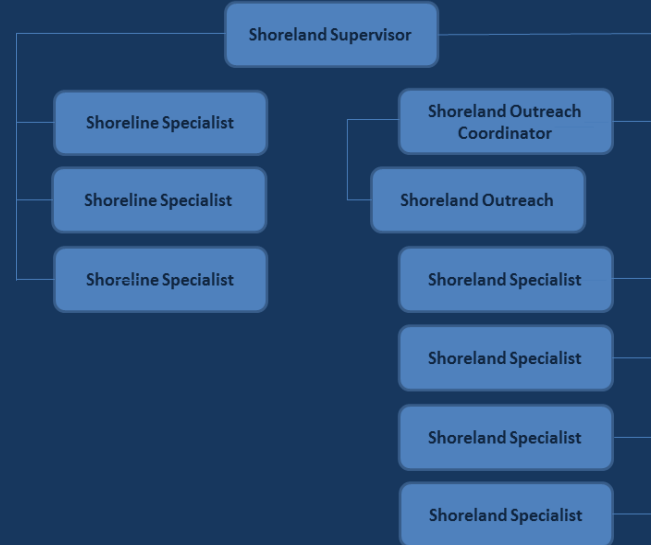 Shoreland Supervisor
Shoreline Specialist
Shoreline Specialist
Shoreline Specialist
Shoreland Outreach
Coordinator
Shoreland Outreach
Shoreland Specialist
Shoreland Specialist
Shoreland Specialist
Shoreland Specialist